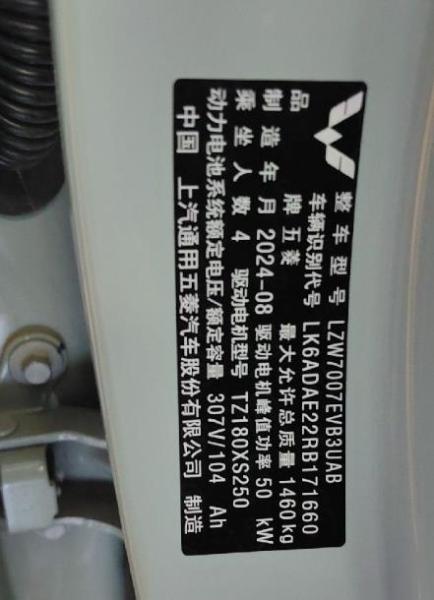 整车型号 LZW7007EVB3UAB
车辆识别代号 LK6ADAE22RB171660
品牌 五菱 最大允许总质量 1460kg
制造年月 2024-08 驱动电机峰值功率 50 kW
乘坐人数 4 驱动电机型号 TZ180XS250
动力电池系统额定电压/额定容量 307V/104 Ah
中国 上汽通用五菱汽车股份有限公司 制造